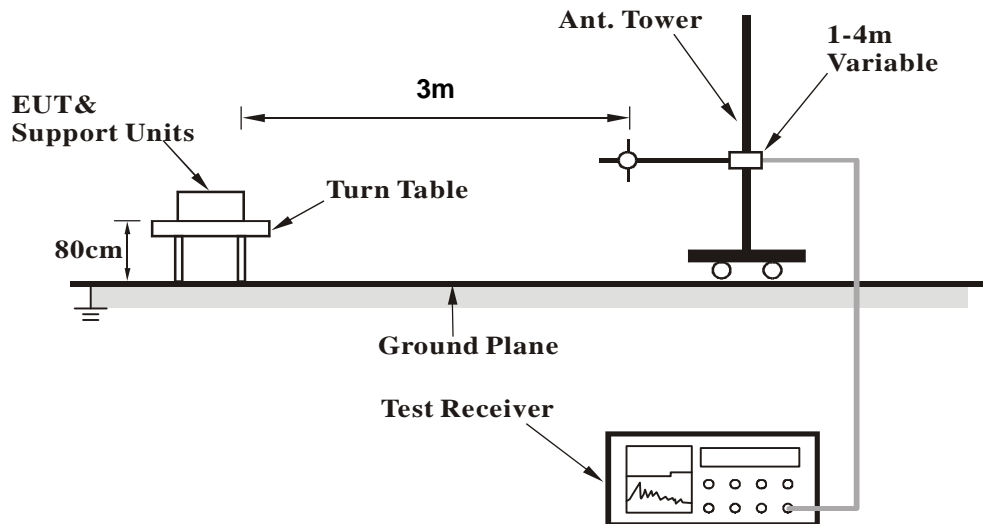 Ant. Tower
1-4m
Variable
3m
EUT&
Support Units
Turn Table
80cm
Ground Plane
Test Receiver